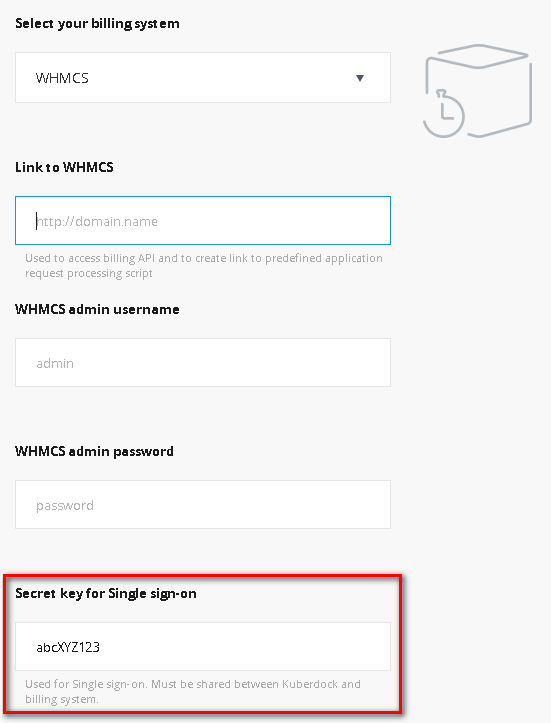 Select your billing system
WHMCS
Link to WHMCS
http://domain.name
Used to access billing API and to create link to predefined application
request processing script
WHMCS admin username
admin
WHMCS admin password
password
Secret key for Single sign-on
abcXYZ123
Used for Single sign-on. Must be shared between Kuberdock and
billing system.